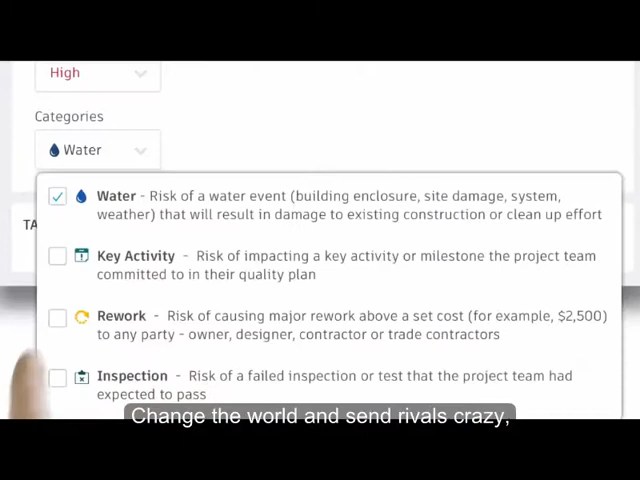 High
Categories
Water
Water - Risk of a water event (building enclosure, site damage, system,
weather) that will result in damage to existing construction or clean up effort
TA
Key Activity - Risk of impacting a key activity or milestone the project team
committed to in their quality plan
Rework - Risk of causing major rework above a set cost (for example, $2,500)
to any party - owner, designer, contractor or trade contractors
Inspection - Risk of a failed inspection or test that the project team had
expected to pass
Change the world and send rivals crazy,